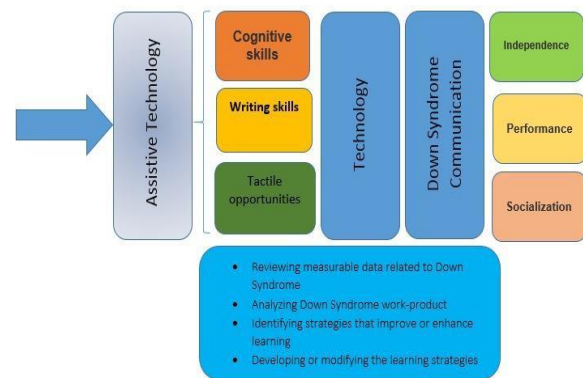 Assistive Technology
Cognitive
skills
Writing skills
Tactile
opportunities
Technology
Down Syndrome
Communication
Independence
Performance
Socialization
• Reviewing measurable data related to Down
Syndrome
• Analyzing Down Syndrome work-product
• Identifying strategies that improve or enhance
learning
• Developing or modifying the learning strategies